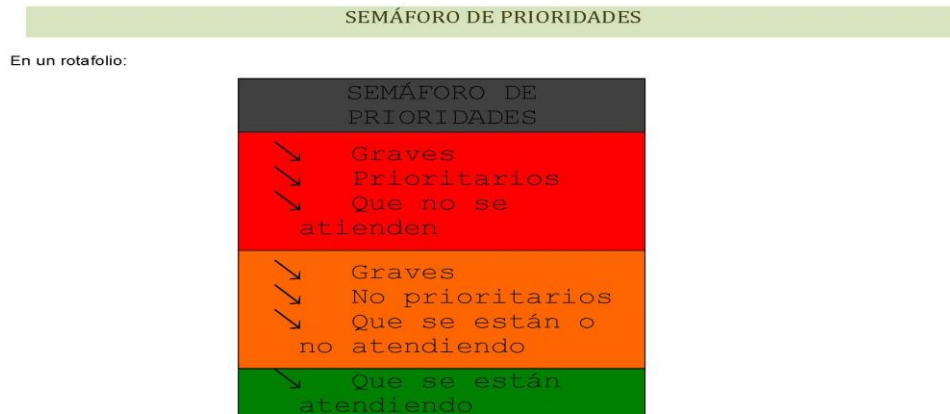 SEMÁFORO DE PRIORIDADES
En un rotafolio:
SEMÁFORO DE
PRIORIDADES
↘ Graves
↘ Prioritarios
↘ Que no se
atienden
↘ Graves
↘ No prioritarios
↘ Que se están o
no atendiendo
↘ Que se están
atendiendo